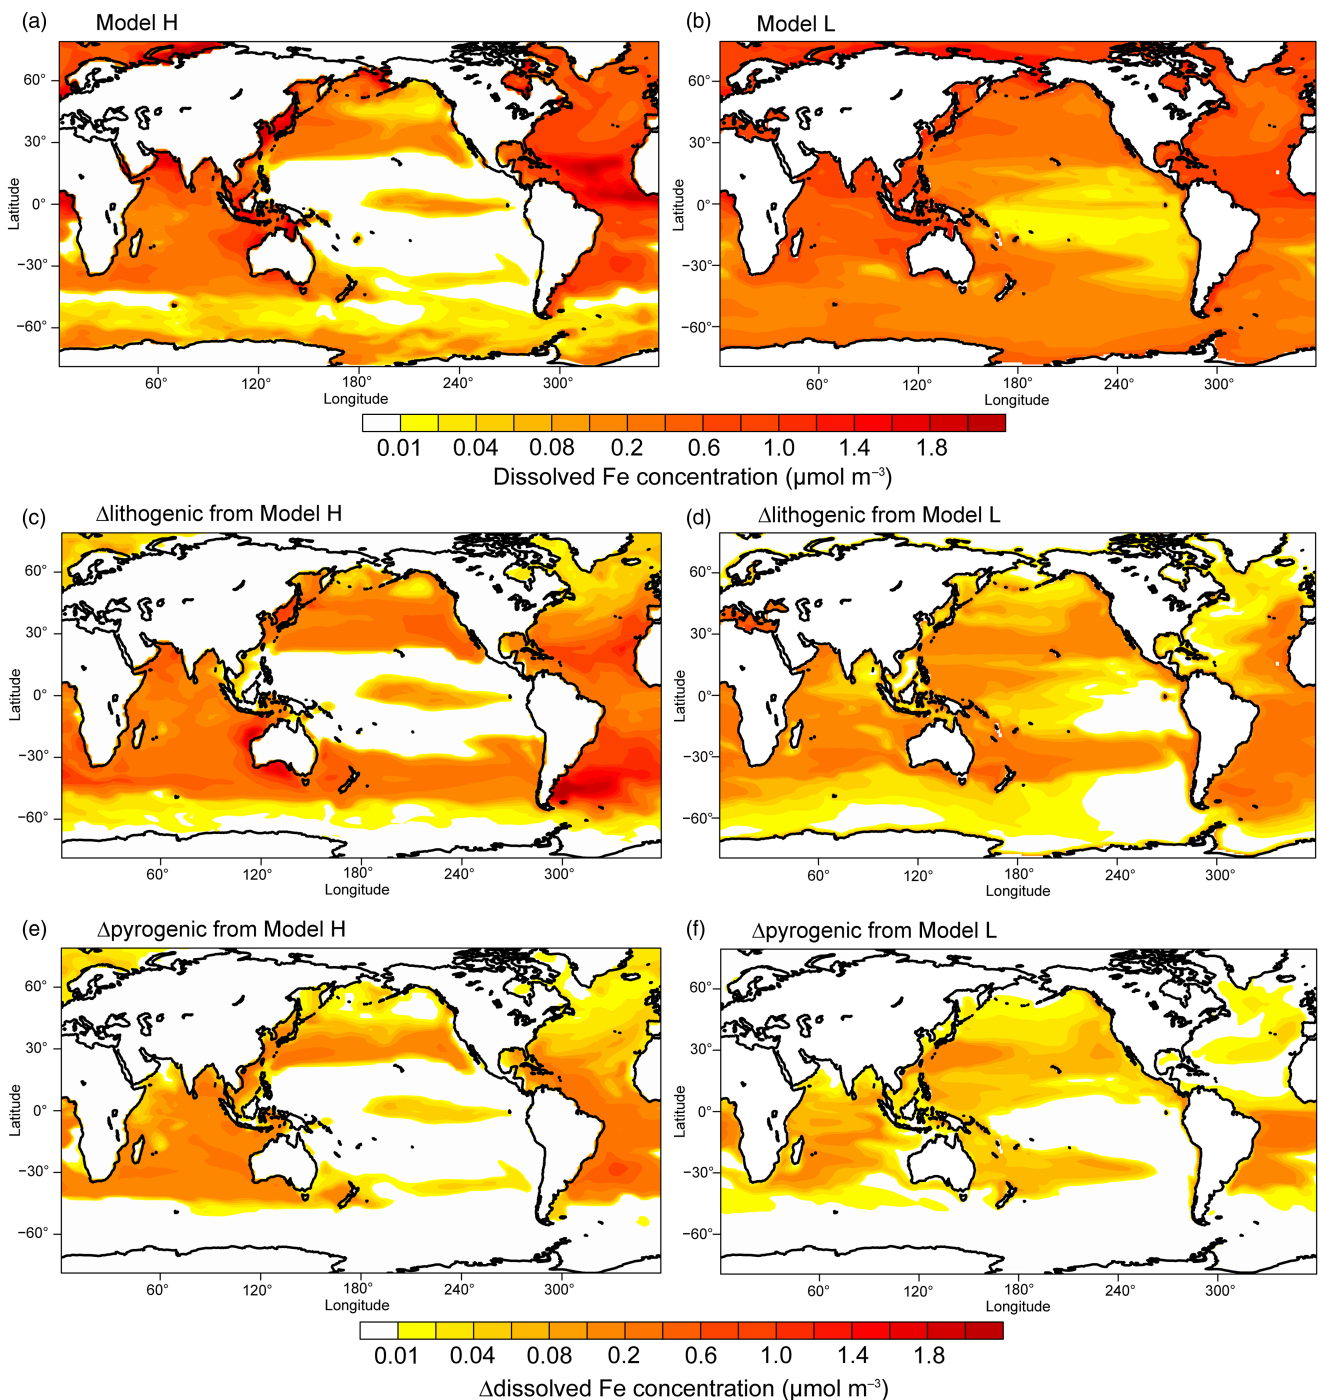 (a) Model H
(b) Model L
60°
30°
0°
−30°
−60°
Latitude
60° 120° 180° 240° 300°
Longitude
60°
30°
0°
−30°
−60°
Latitude
60° 120° 180° 240° 300°
Longitude
0.01 0.04 0.08 0.2 0.6 1.0 1.4 1.8
Dissolved Fe concentration (µmol m−3)
(c) Δlithogenic from Model H
(d) Δlithogenic from Model L
60°
30°
0°
−30°
−60°
Latitude
60° 120° 180° 240° 300°
Longitude
60°
30°
0°
−30°
−60°
Latitude
60° 120° 180° 240° 300°
Longitude
(e) Δpyrogenic from Model H
(f) Δpyrogenic from Model L
60°
30°
0°
−30°
−60°
Latitude
60° 120° 180° 240° 300°
Longitude
60°
30°
0°
−30°
−60°
Latitude
60° 120° 180° 240° 300°
Longitude
0.01 0.04 0.08 0.2 0.6 1.0 1.4 1.8
Δdissolved Fe concentration (µmol m−3)